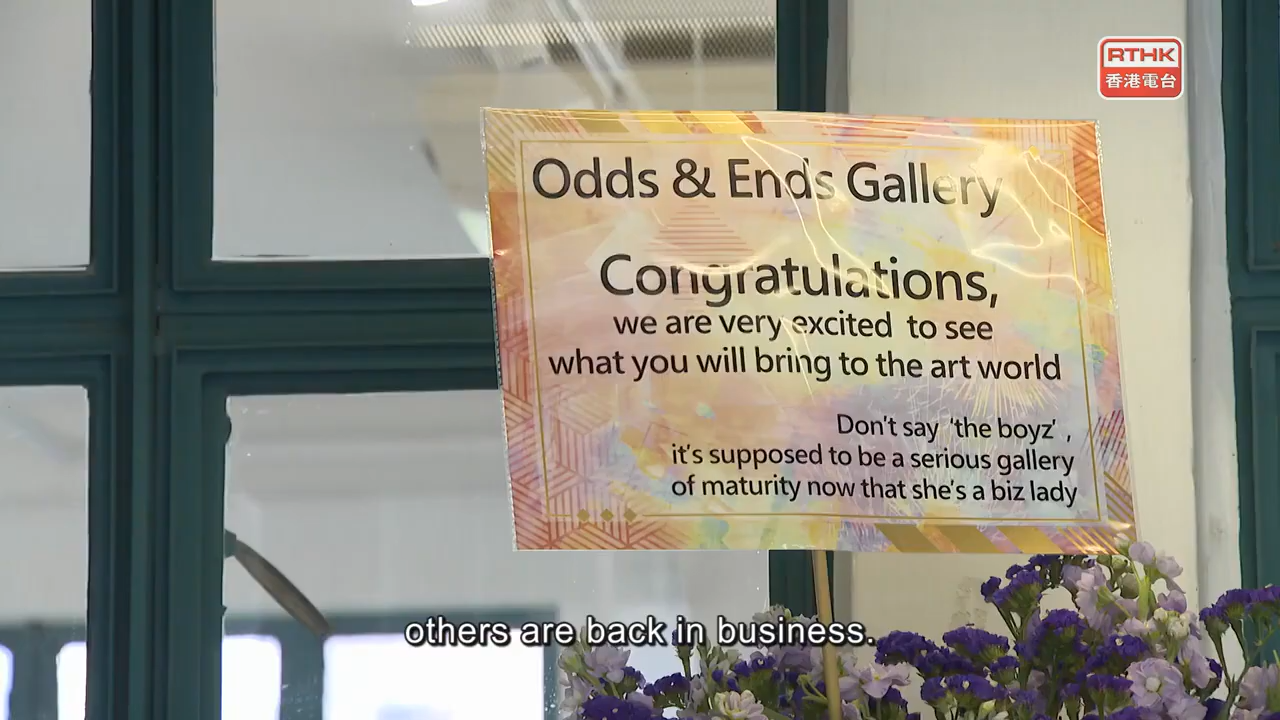 RTHK
香港電台
Odds & Ends Gallery
Congratulations,
we are very excited to see
what you will bring to the art world
Don't say 'the boyz' ,
it's supposed to be a serious gallery
of maturity now that she's a biz lady
others are back in business.